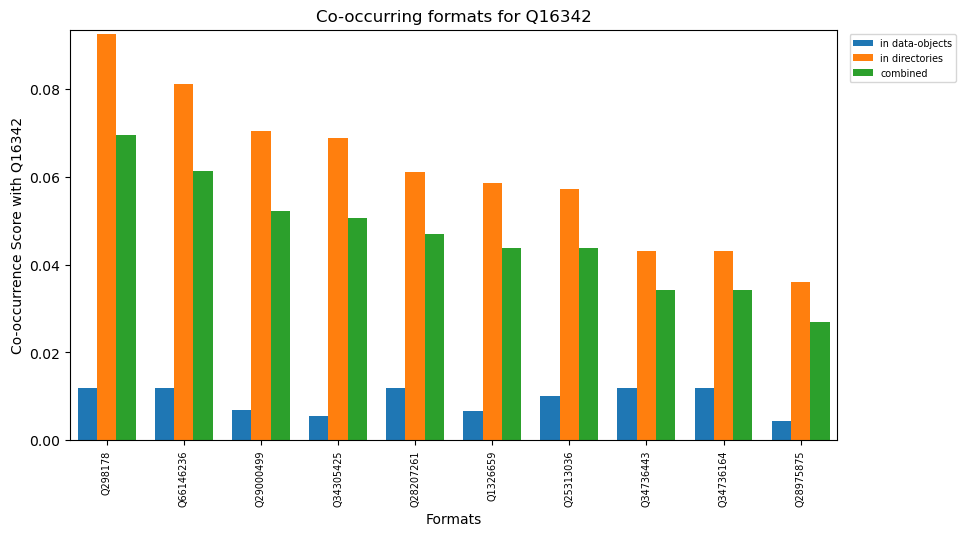 Co-occurring formats for Q16342
in data-objects
in directories
combined
Co-occurrence Score with Q16342
0.08
0.06
0.04
0.02
0.00
Q298178
Q66146236
Q29000499
Q34305425
Q28207261
Q1326659
Q25313036
Q34736443
Q34736164
Q28975875
Formats